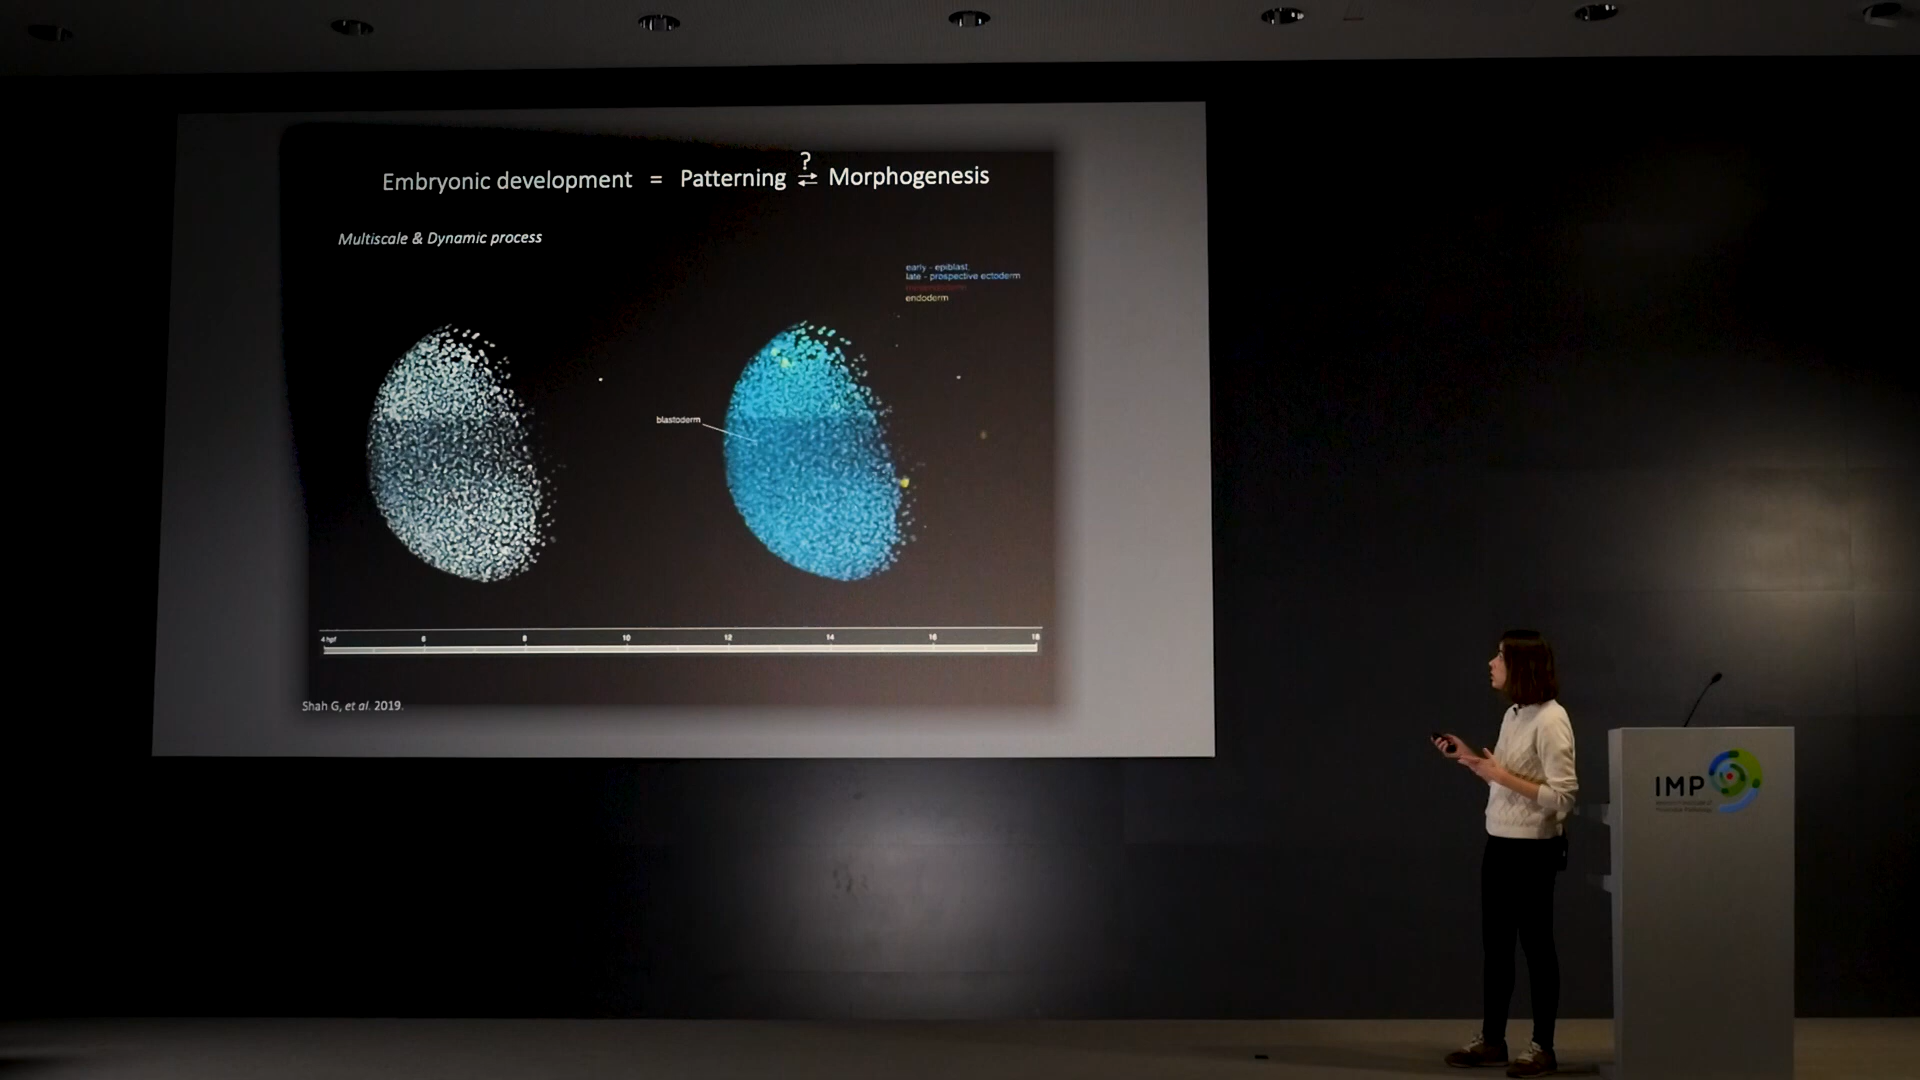 ?
Embryonic development = Patterning ⇄ Morphogenesis
Multiscale & Dynamic process
early - epiblast,
late - prospective ectoderm
mesendoderm
endoderm
blastoderm
4 hpf 6 8 10 12 14 16 18
Shah G, et al. 2019.
IMP